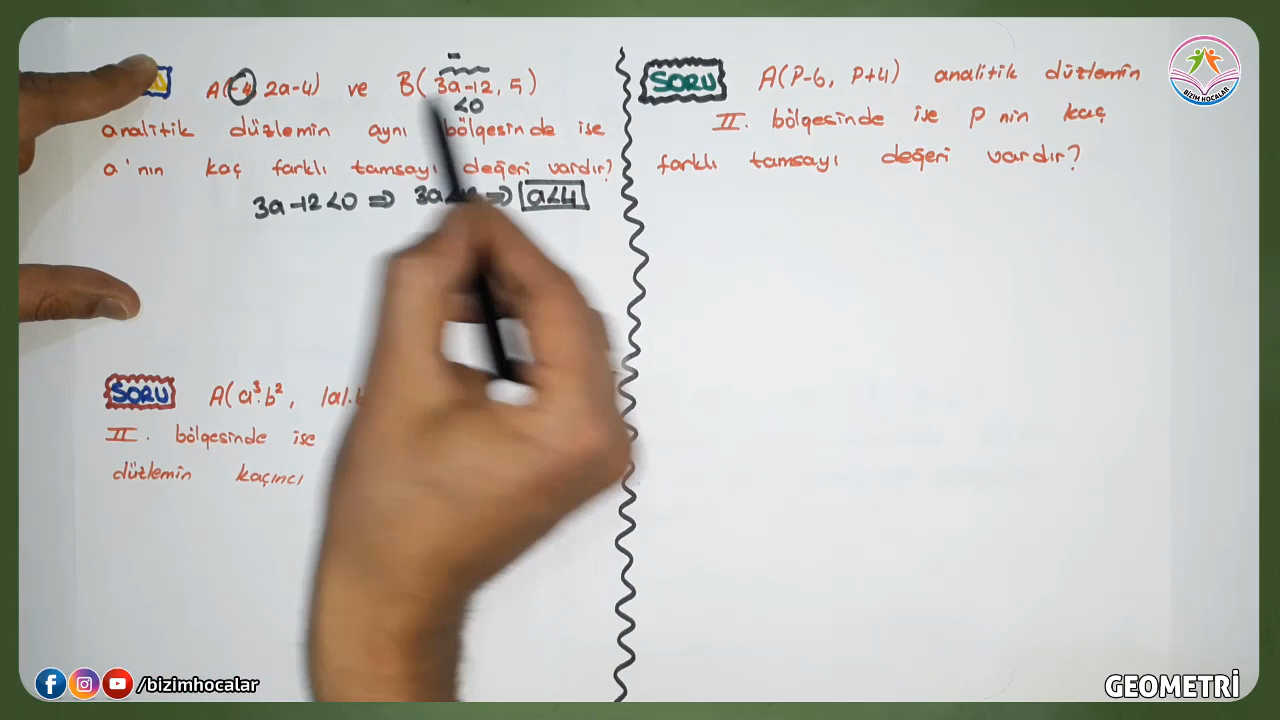 A(-4, 2a-4) ve B(3a-12, 5)
<0
analitik düzlemin aynı bölgesinde ise
a'nın kaç farklı tamsayı değeri vardır?
3a-12<0 ⇒ 3a< ⇒ a<4
SORU A(a³.b², |a|.
II. bölgesinde ise
düzlemin kaçıncı
SORU A(P-6, P+4) analitik düzlemin
II. bölgesinde ise P nin kaç
farklı tamsayı değeri vardır?
BİZİM HOCALAR
/bizimhocalar
GEOMETRİ